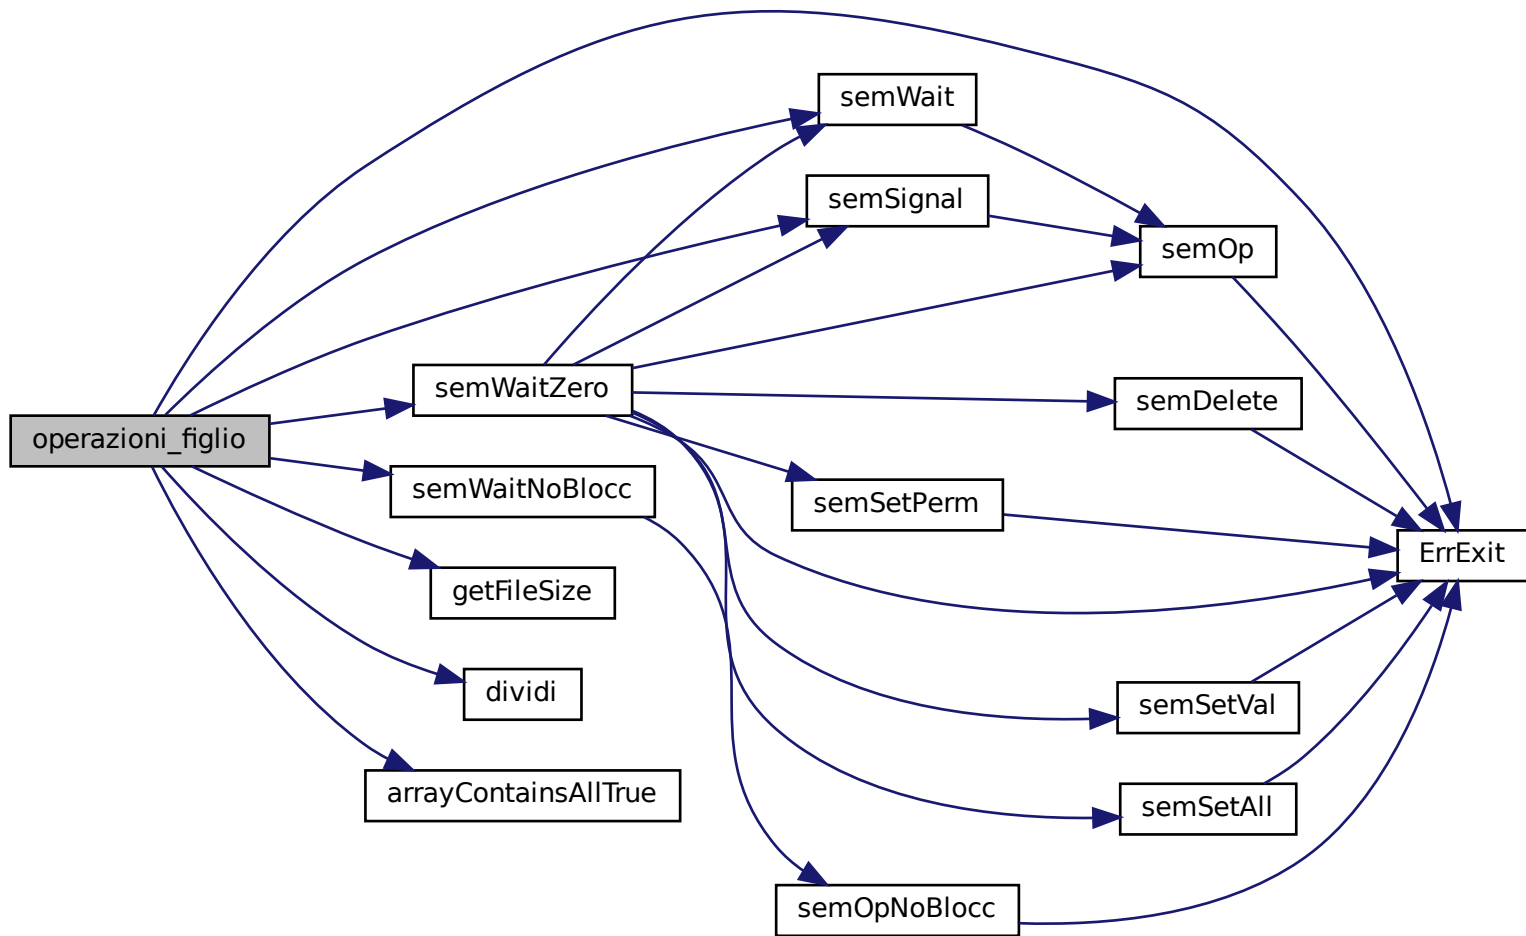 semWait
semSignal
semOp
semWaitZero
semDelete
operazioni_figlio
semWaitNoBlocc
semSetPerm
ErrExit
getFileSize
dividi
semSetVal
arrayContainsAllTrue
semSetAll
semOpNoBlocc